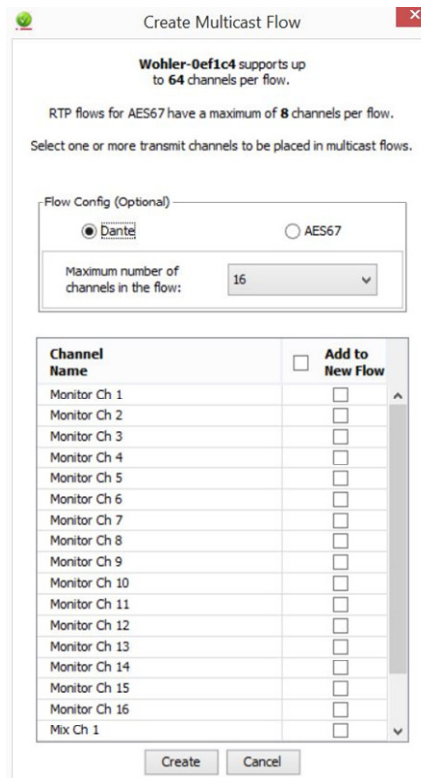 Create Multicast Flow
Wohler-0ef1c4 supports up
to 64 channels per flow.
RTP flows for AES67 have a maximum of 8 channels per flow.
Select one or more transmit channels to be placed in multicast flows.
Flow Config (Optional)
Dante
AES67
Maximum number of
channels in the flow:
16
Channel
Name
Add to
New Flow
Monitor Ch 1
Monitor Ch 2
Monitor Ch 3
Monitor Ch 4
Monitor Ch 5
Monitor Ch 6
Monitor Ch 7
Monitor Ch 8
Monitor Ch 9
Monitor Ch 10
Monitor Ch 11
Monitor Ch 12
Monitor Ch 13
Monitor Ch 14
Monitor Ch 15
Monitor Ch 16
Mix Ch 1
Create
Cancel